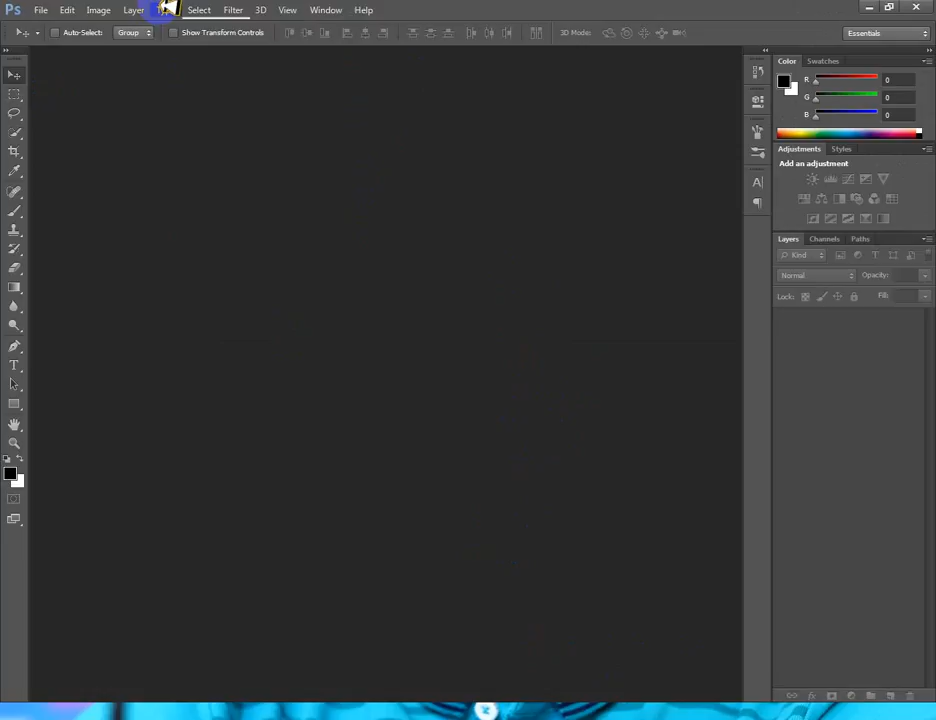 Ps File Edit Image Layer Select Filter 3D View Window Help
Auto-Select: Group Show Transform Controls 3D Mode: Essentials
Color Swatches
R 0
G 0
B 0
Adjustments Styles
Add an adjustment
Layers Channels Paths
Kind T
Normal Opacity:
Lock: Fill:
A
T
fx